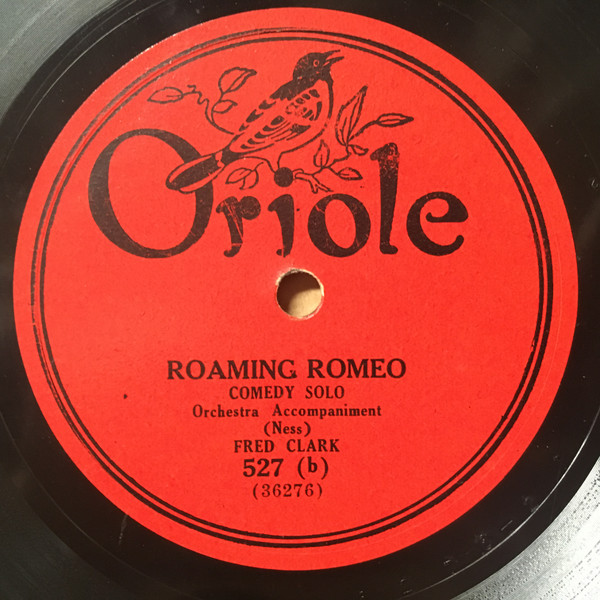 Oriole
ROAMING ROMEO
COMEDY SOLO
Orchestra Accompaniment
(Ness)
FRED CLARK
527 (b)
(36276)